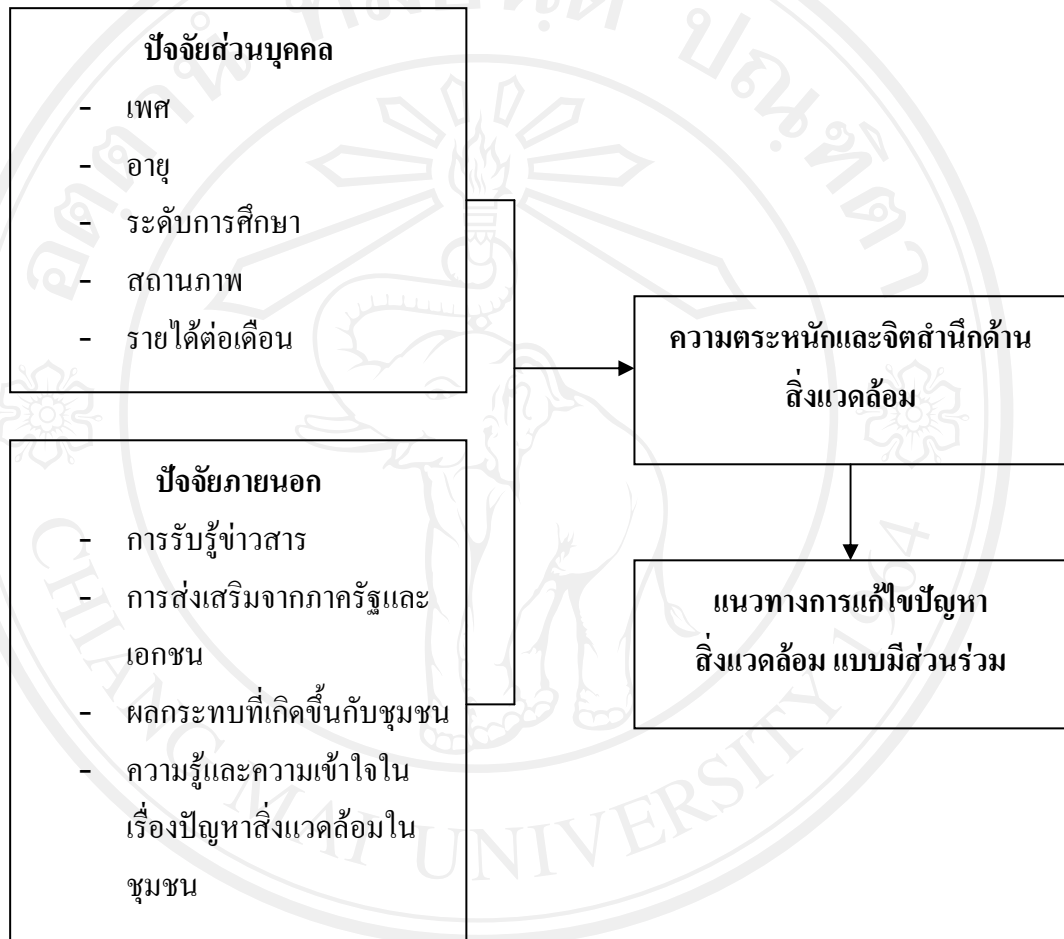 ปัจจัยส่วนบุคคล
- เพศ
- อายุ
- ระดับการศึกษา
- สถานภาพ
- รายได้ต่อเดือน
ปัจจัยภายนอก
- การรับรู้ข่าวสาร
- การส่งเสริมจากภาครัฐและ
เอกชน
- ผลกระทบที่เกิดขึ้นกับชุมชน
- ความรู้และความเข้าใจใน
เรื่องปัญหาสิ่งแวดล้อมใน
ชุมชน
ความตระหนักและจิตสำนึกด้าน
สิ่งแวดล้อม
แนวทางการแก้ไขปัญหา
สิ่งแวดล้อม แบบมีส่วนร่วม
CHIANG MAI UNIVERSITY 1964